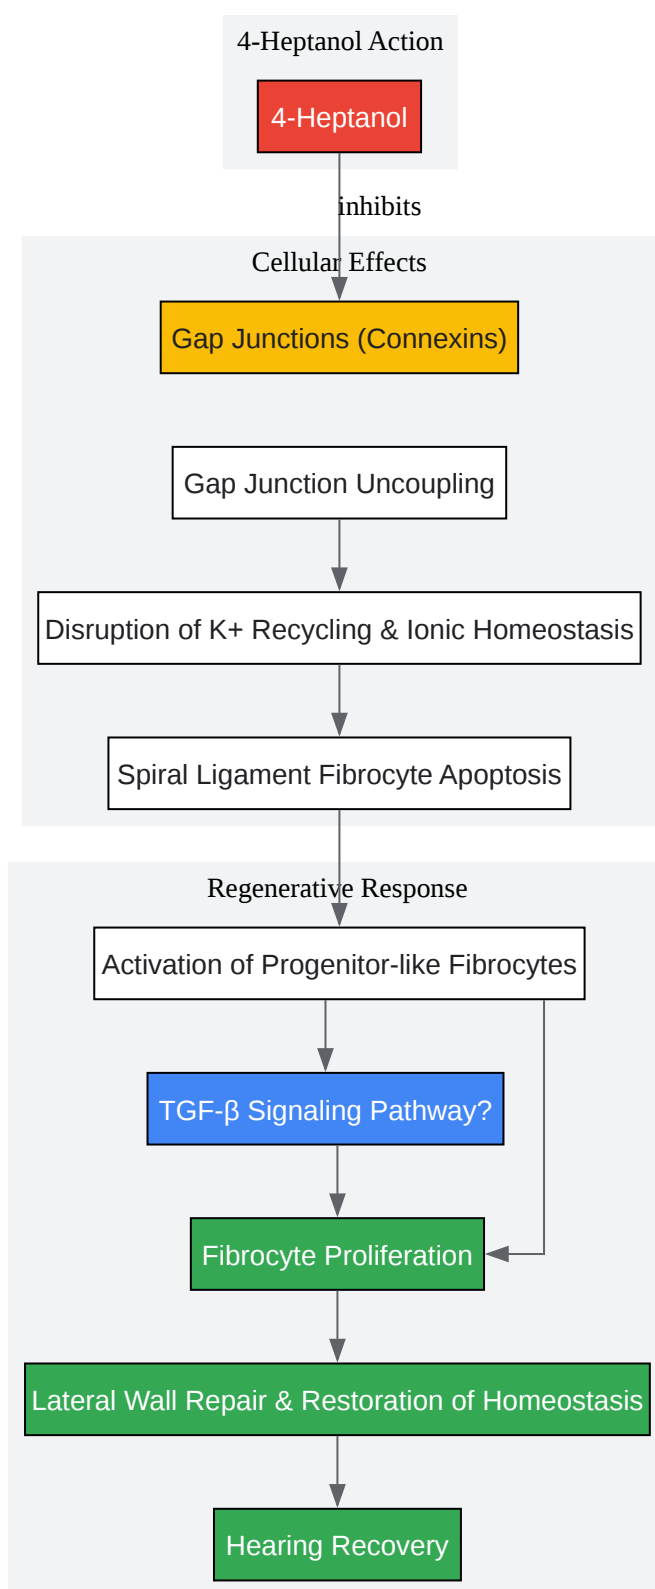 4-Heptanol Action
4-Heptanol
inhibits
Cellular Effects
Gap Junctions (Connexins)
Gap Junction Uncoupling
Disruption of K+ Recycling & Ionic Homeostasis
Spiral Ligament Fibrocyte Apoptosis
Regenerative Response
Activation of Progenitor-like Fibrocytes
TGF-β Signaling Pathway?
Fibrocyte Proliferation
Lateral Wall Repair & Restoration of Homeostasis
Hearing Recovery